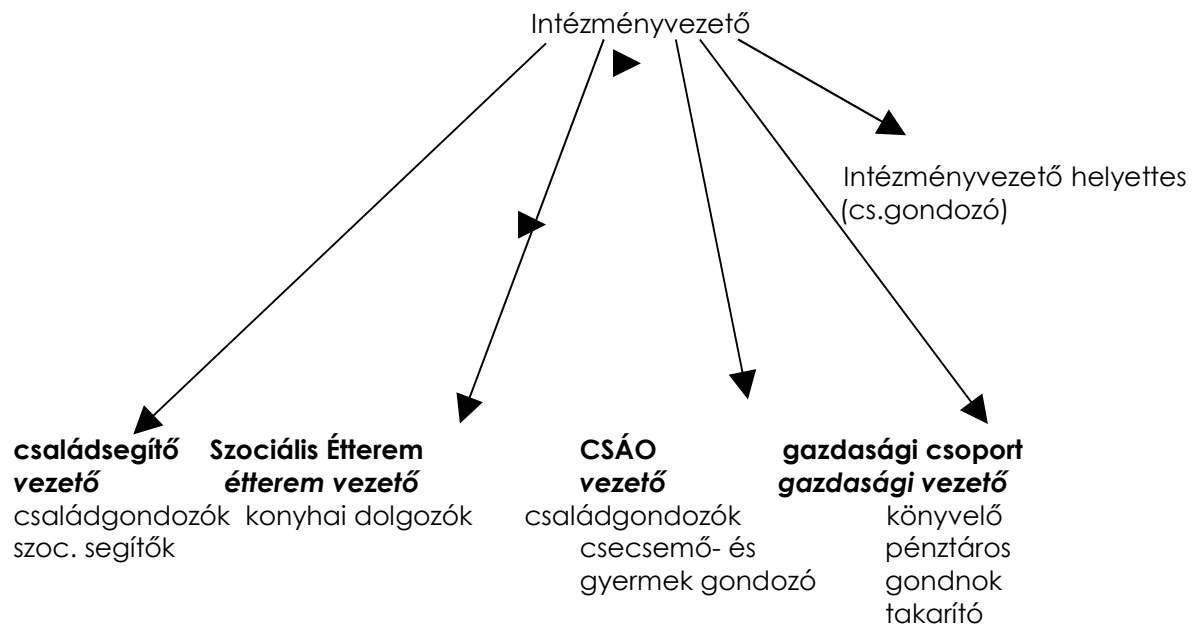 Intézményvezető
Intézményvezető helyettes
(cs.gondozó)
családsegítő
vezető
családgondozók
szoc. segítők
Szociális Étterem
étterem vezető
konyhai dolgozók
CSÁO
vezető
családgondozók
csecsemő- és
gyermek gondozó
gazdasági csoport
gazdasági vezető
könyvelő
pénztáros
gondnok
takarító